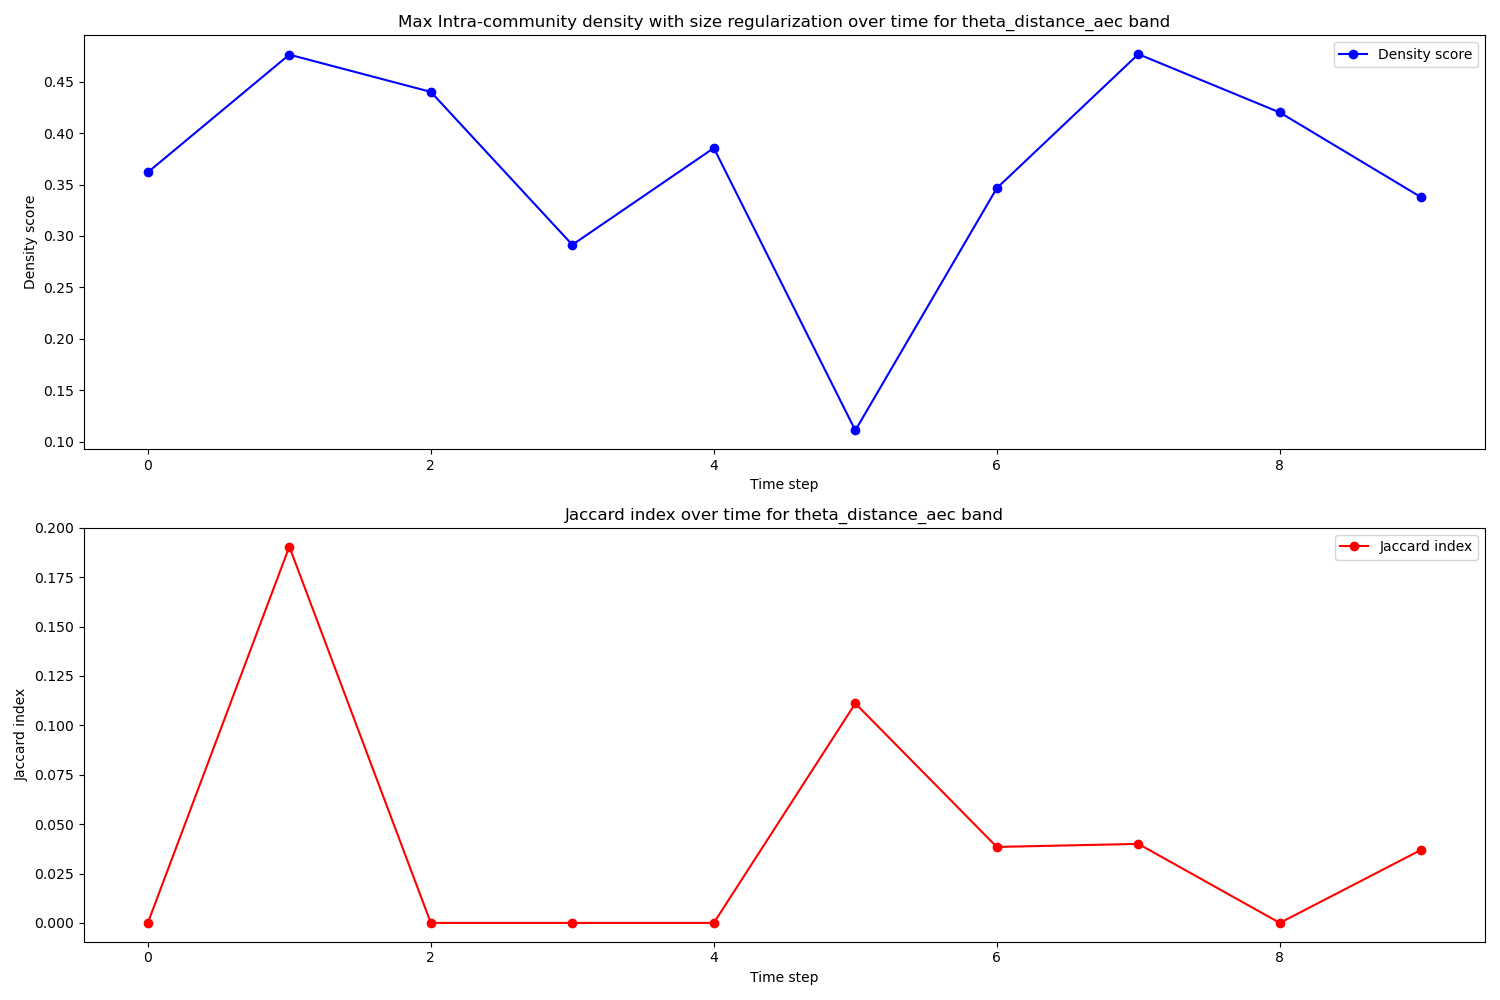 Max Intra-community density with size regularization over time for theta_distance_aec band
Density score
Density score
0.45
0.40
0.35
0.30
0.25
0.20
0.15
0.10
0 2 4 6 8
Time step
Jaccard index over time for theta_distance_aec band
Jaccard index
Jaccard index
0.200
0.175
0.150
0.125
0.100
0.075
0.050
0.025
0.000
0 2 4 6 8
Time step